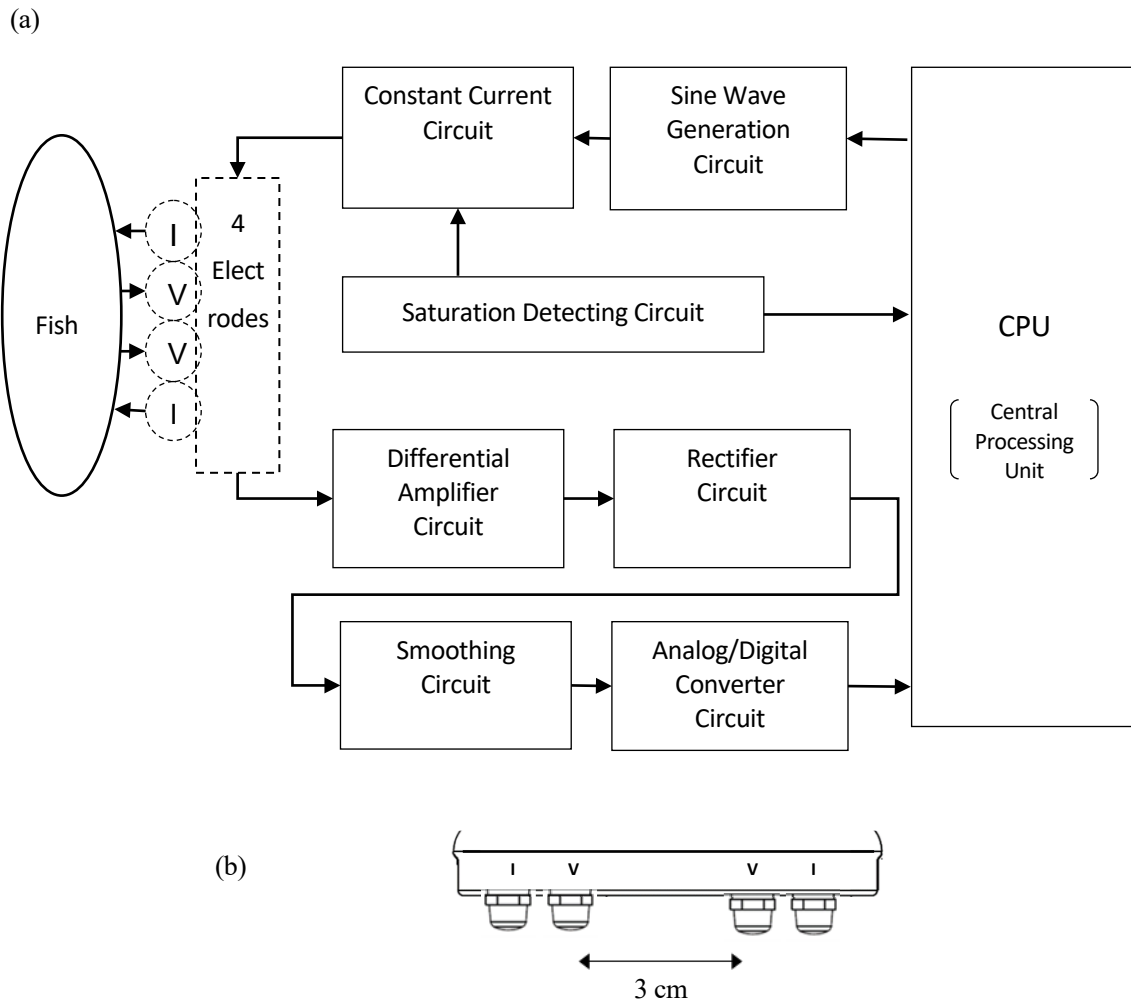 (a)
Constant Current
Circuit
Sine Wave
Generation
Circuit
4
Elect
rodes
I
V
V
I
Fish
Saturation Detecting Circuit
CPU
Central
Processing
Unit
Differential
Amplifier
Circuit
Rectifier
Circuit
Smoothing
Circuit
Analog/Digital
Converter
Circuit
(b)
I V V I
3 cm